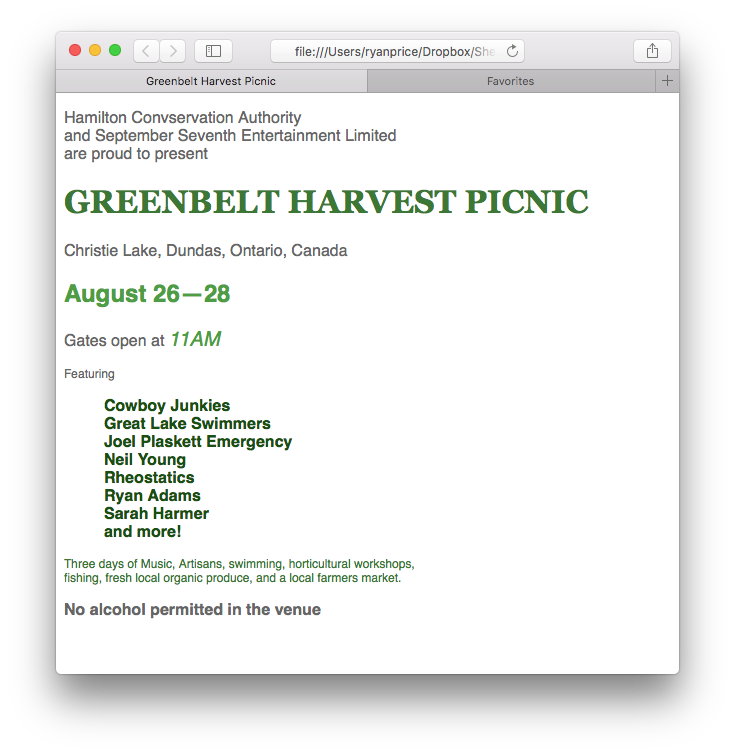 file:///Users/ryanprice/Dropbox/She
Greenbelt Harvest Picnic
Favorites
Hamilton Convservation Authority
and September Seventh Entertainment Limited
are proud to present
GREENBELT HARVEST PICNIC
Christie Lake, Dundas, Ontario, Canada
August 26—28
Gates open at 11AM
Featuring
Cowboy Junkies
Great Lake Swimmers
Joel Plaskett Emergency
Neil Young
Rheostatics
Ryan Adams
Sarah Harmer
and more!
Three days of Music, Artisans, swimming, horticultural workshops,
fishing, fresh local organic produce, and a local farmers market.
No alcohol permitted in the venue